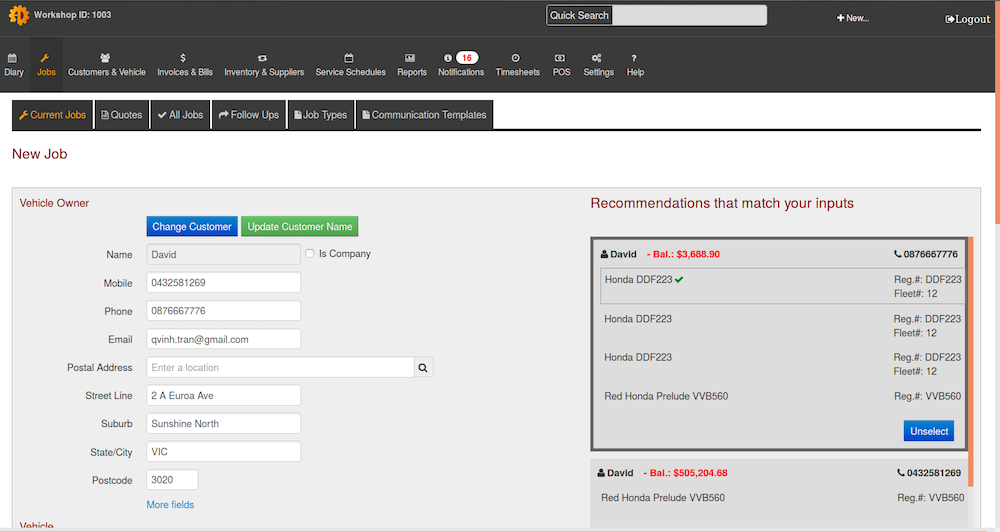 Workshop ID: 1003
Quick Search
New...
Logout
Diary
Jobs
Customers & Vehicle
Invoices & Bills
Inventory & Suppliers
Service Schedules
Reports
16
Notifications
Timesheets
POS
Settings
?
Help
Current Jobs
Quotes
All Jobs
Follow Ups
Job Types
Communication Templates
New Job
Vehicle Owner
Change Customer
Update Customer Name
Name David Is Company
Mobile 0432581269
Phone 0876667776
Email qvinh.tran@gmail.com
Postal Address Enter a location
Street Line 2 A Euroa Ave
Suburb Sunshine North
State/City VIC
Postcode 3020
More fields
Vehicle
Recommendations that match your inputs
David - Bal.: $3,688.90 0876667776
Honda DDF223 Reg.#: DDF223
Fleet#: 12
Honda DDF223 Reg.#: DDF223
Fleet#: 12
Honda DDF223 Reg.#: DDF223
Fleet#: 12
Red Honda Prelude VVB560 Reg.#: VVB560
Unselect
David - Bal.: $505,204.68 0432581269
Red Honda Prelude VVB560 Reg.#: VVB560